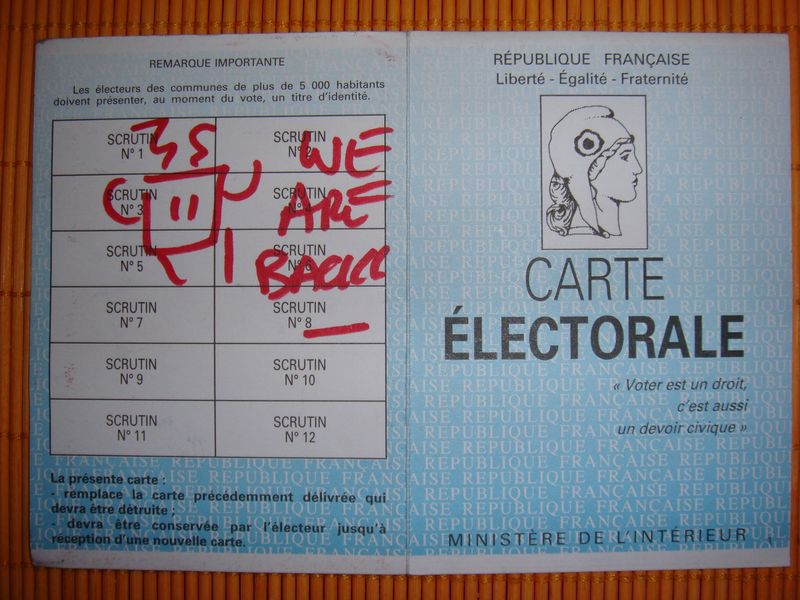 REMARQUE IMPORTANTE
Les électeurs des communes de plus de 5 000 habitants
doivent présenter, au moment du vote, un titre d'identité.
SCRUTIN
N° 1
SCRUTIN
N° 2
SCRUTIN
N° 3
SCRUTIN
N° 4
SCRUTIN
N° 5
SCRUTIN
N° 6
SCRUTIN
N° 7
SCRUTIN
N° 8
SCRUTIN
N° 9
SCRUTIN
N° 10
SCRUTIN
N° 11
SCRUTIN
N° 12
WE
ARE
BACK
La présente carte :
- remplace la carte précédemment délivrée qui
devra être détruite ;
- devra être conservée par l'électeur jusqu'à
réception d'une nouvelle carte.
RÉPUBLIQUE FRANÇAISE
Liberté - Égalité - Fraternité
CARTE
ÉLECTORALE
« Voter est un droit,
c'est aussi
un devoir civique »
MINISTÈRE DE L'INTÉRIEUR